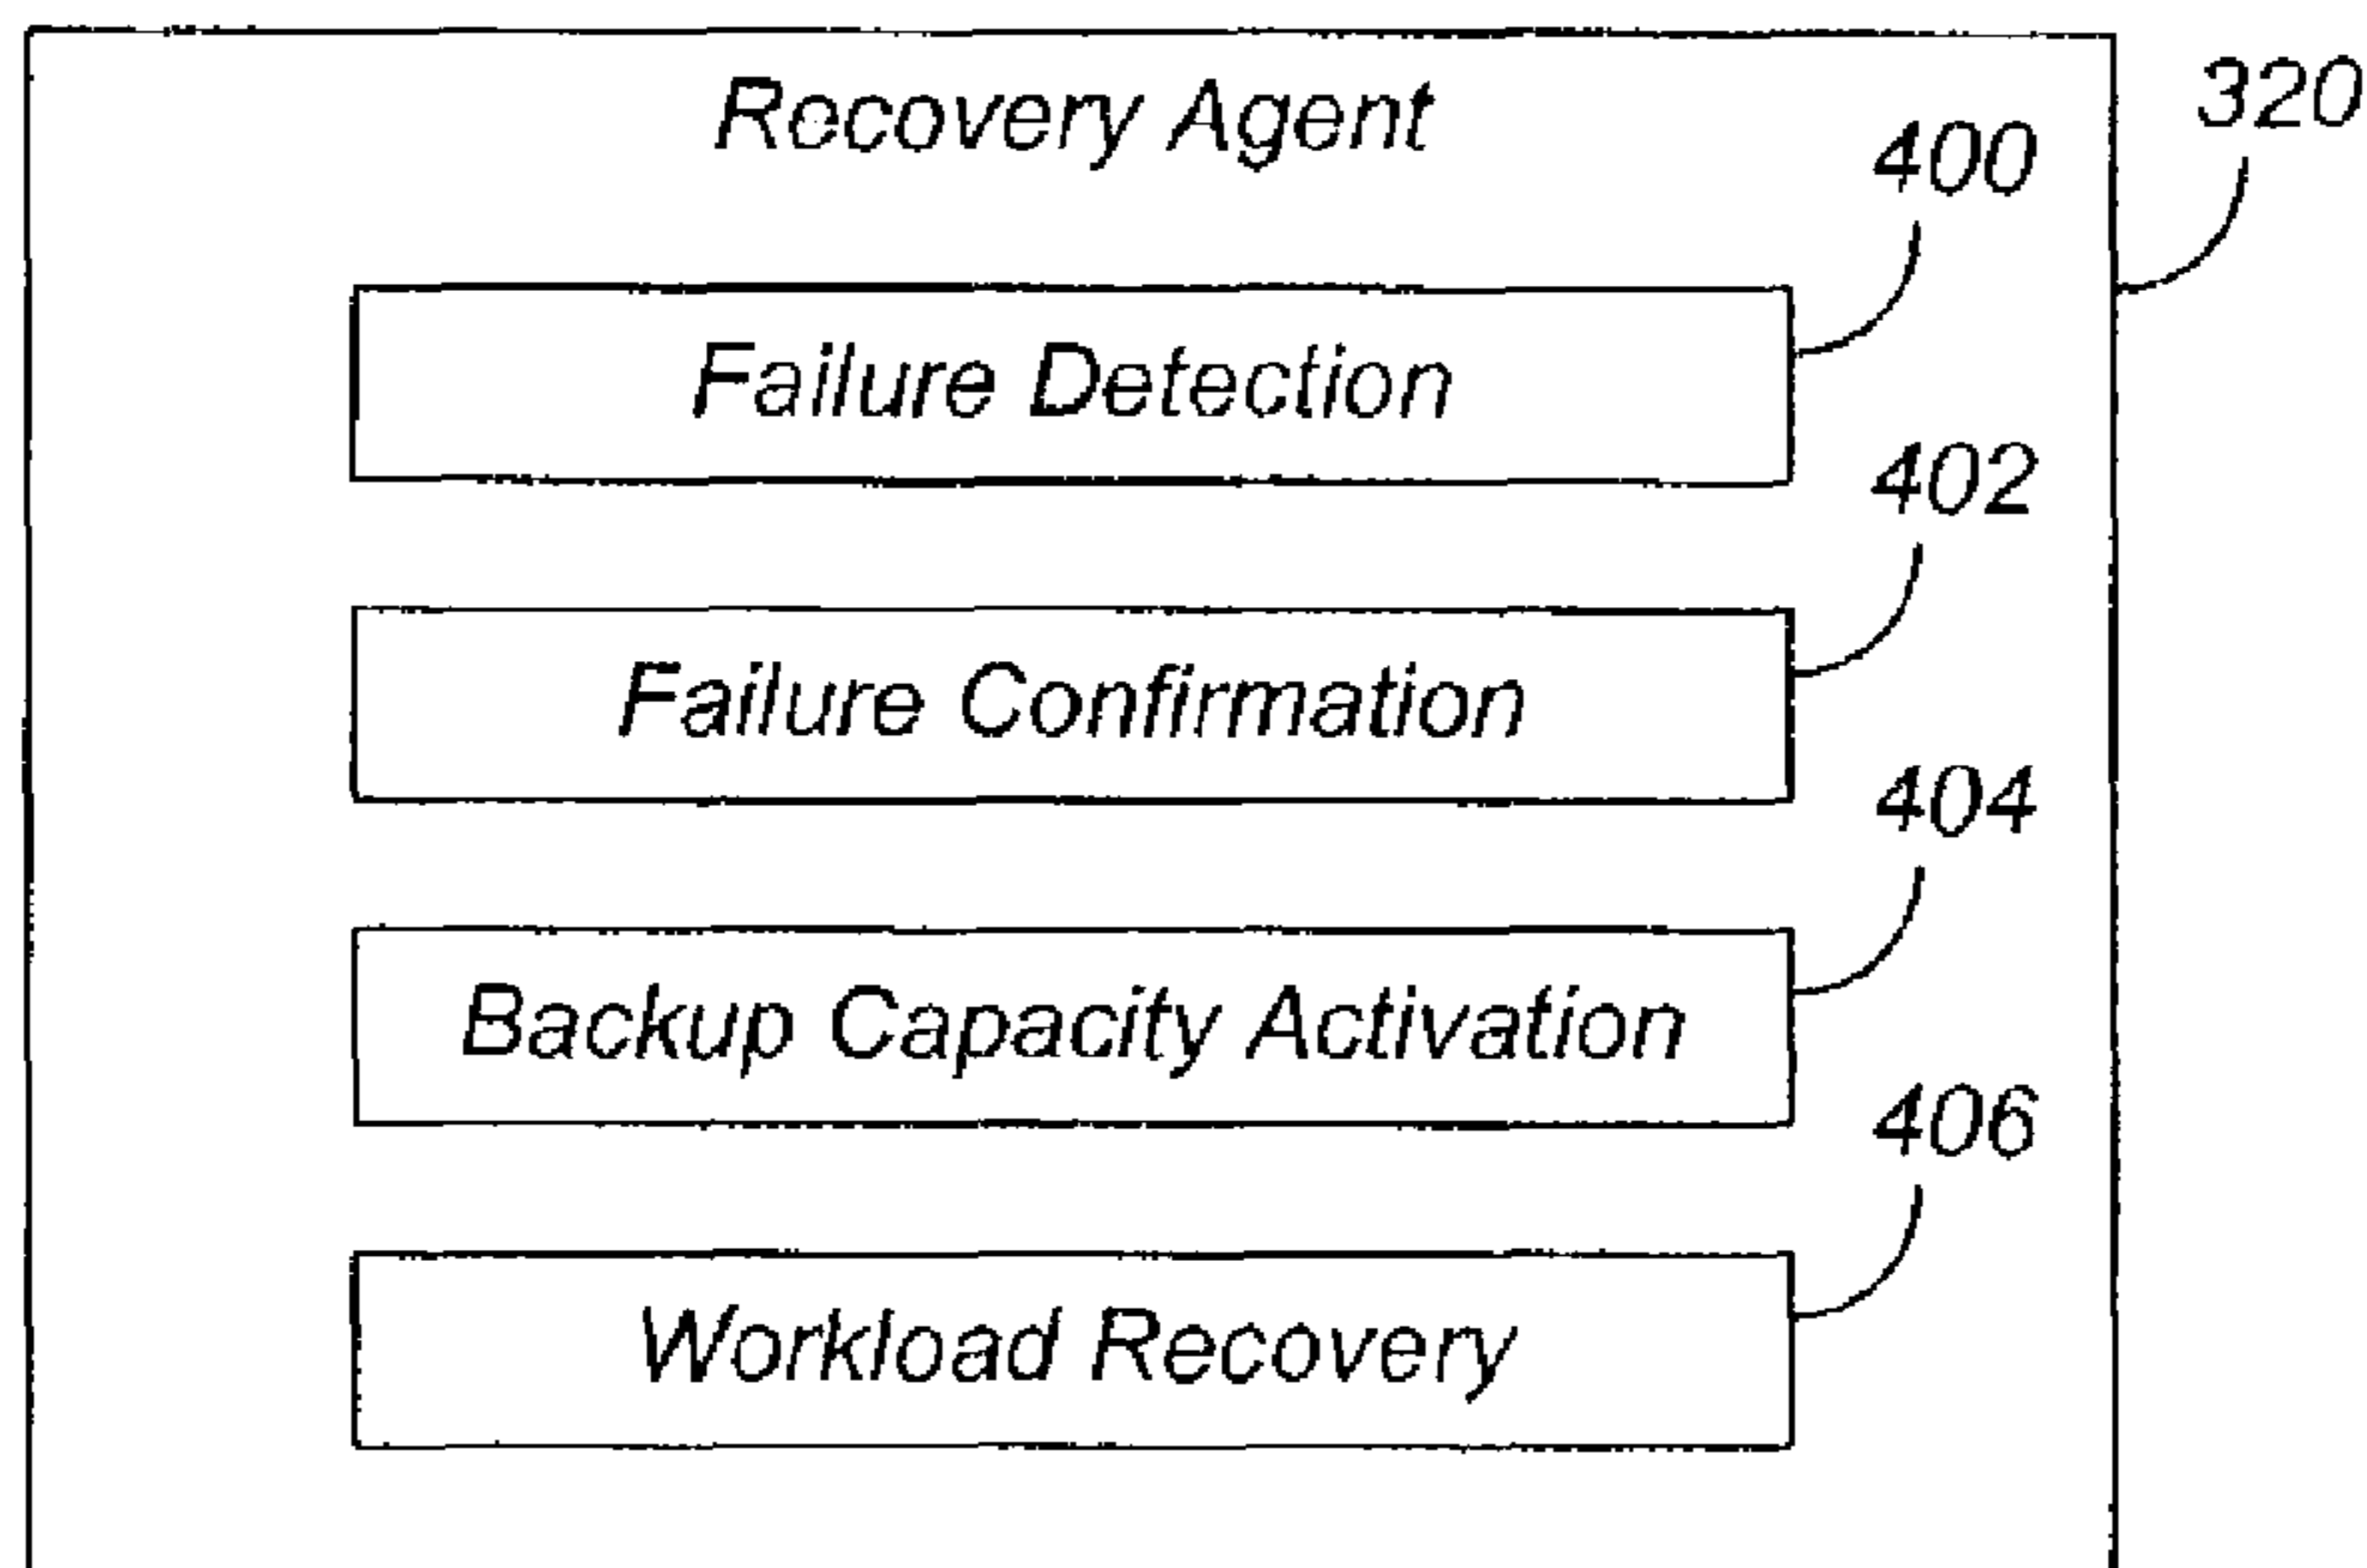 Recovery Agent
320
400
Failure Detection
402
Failure Confirmation
404
Backup Capacity Activation
406
Workload Recovery